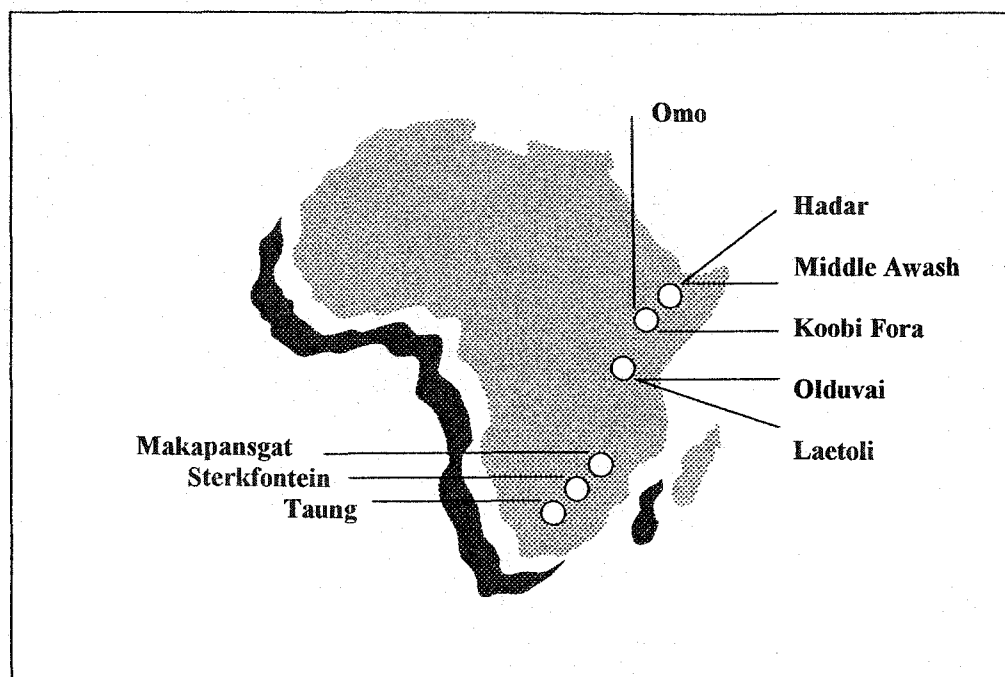 Omo
Hadar
Middle Awash
Koobi Fora
Olduvai
Laetoli
Makapansgat
Sterkfontein
Taung